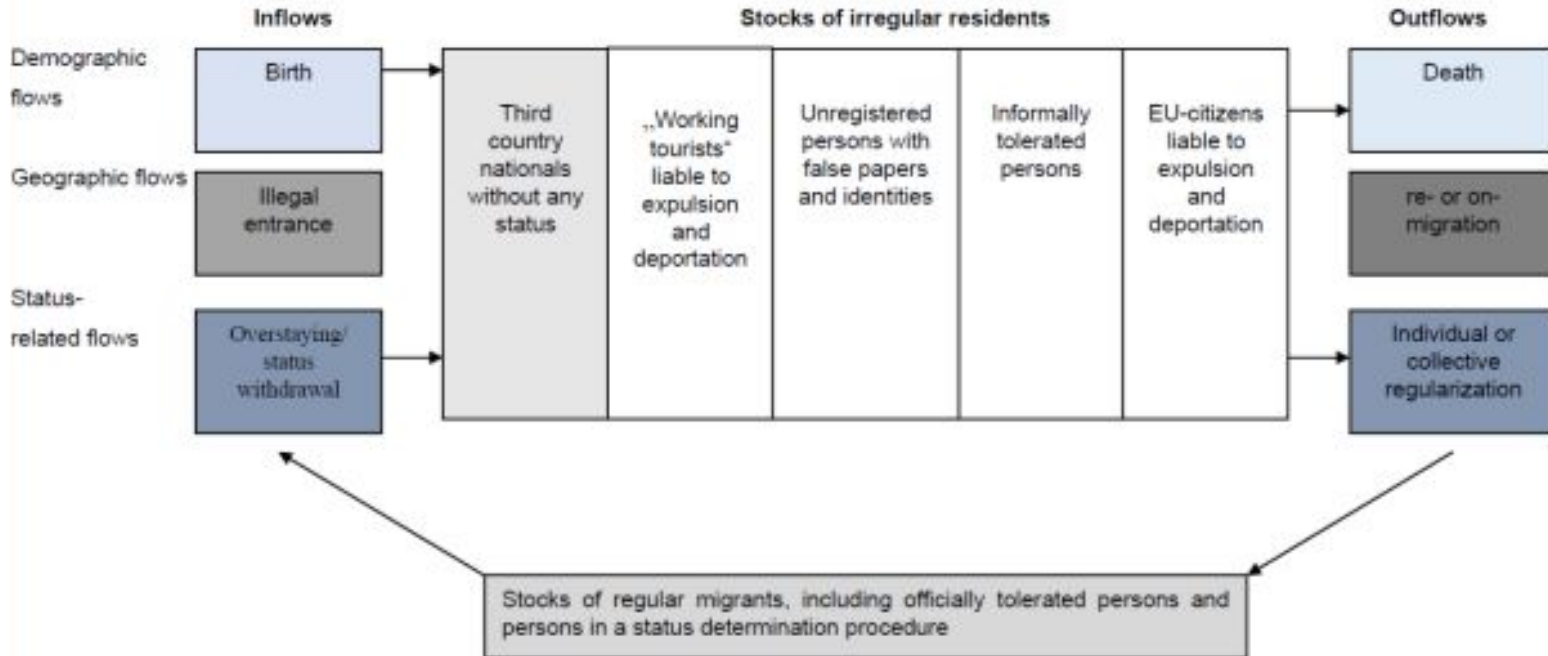 Inflows
Stocks of irregular residents
Outflows
Demographic
flows
Birth
Third
country
nationals
without any
status
„Working
tourists“
liable to
expulsion
and
deportation
Unregistered
persons with
false papers
and identities
Informally
tolerated
persons
EU-citizens
liable to
expulsion
and
deportation
Death
Geographic flows
Illegal
entrance
re- or on-
migration
Status-
related flows
Overstaying/
status
withdrawal
Individual or
collective
regularization
Stocks of regular migrants, including officially tolerated persons and
persons in a status determination procedure